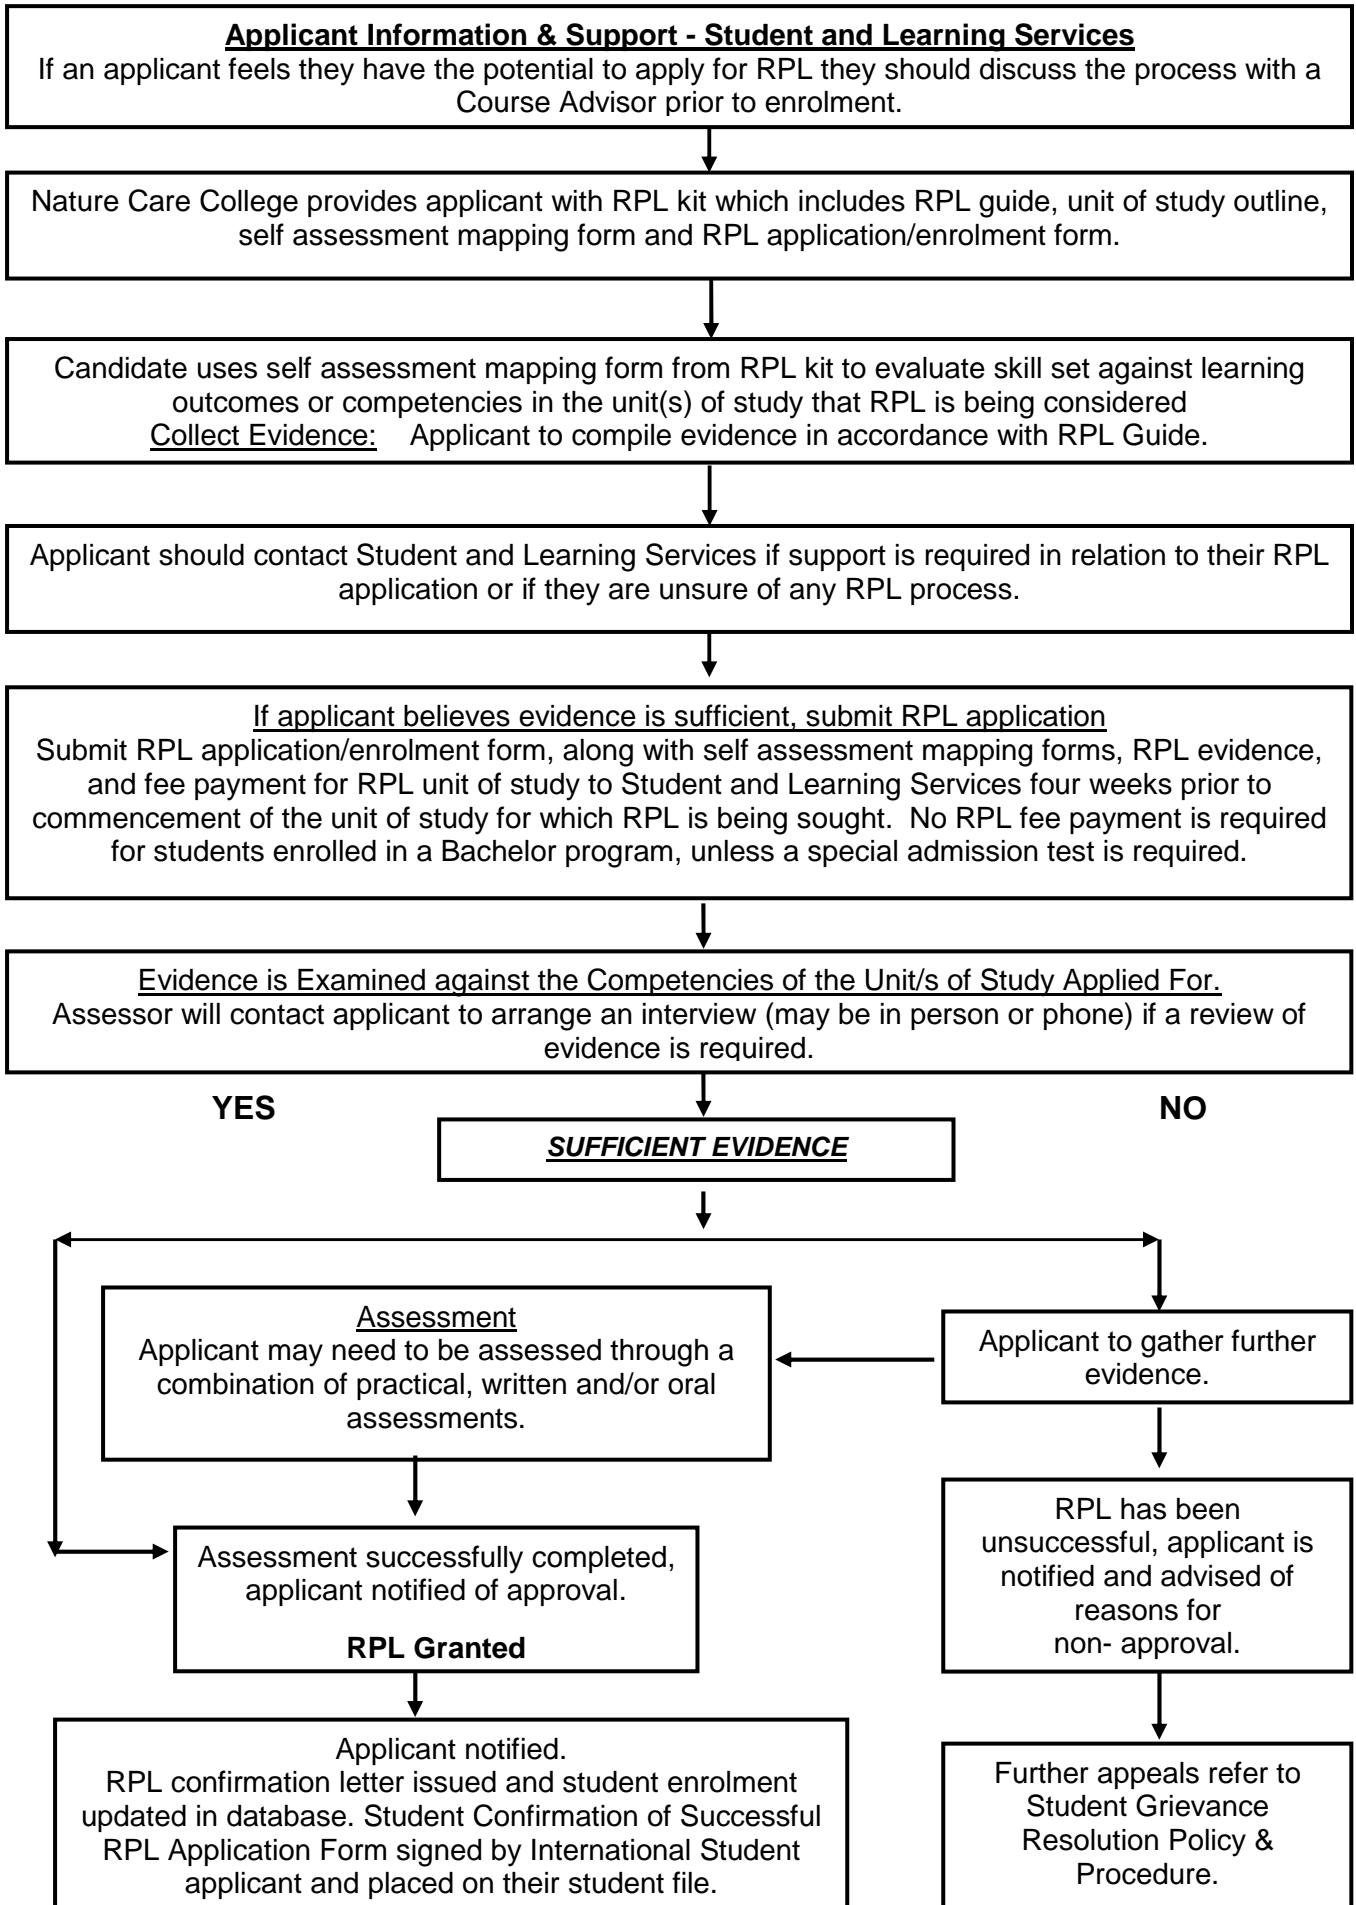 Applicant Information & Support - Student and Learning Services
If an applicant feels they have the potential to apply for RPL they should discuss the process with a
Course Advisor prior to enrolment.
Nature Care College provides applicant with RPL kit which includes RPL guide, unit of study outline,
self assessment mapping form and RPL application/enrolment form.
Candidate uses self assessment mapping form from RPL kit to evaluate skill set against learning
outcomes or competencies in the unit(s) of study that RPL is being considered
Collect Evidence: Applicant to compile evidence in accordance with RPL Guide.
Applicant should contact Student and Learning Services if support is required in relation to their RPL
application or if they are unsure of any RPL process.
If applicant believes evidence is sufficient, submit RPL application
Submit RPL application/enrolment form, along with self assessment mapping forms, RPL evidence,
and fee payment for RPL unit of study to Student and Learning Services four weeks prior to
commencement of the unit of study for which RPL is being sought. No RPL fee payment is required
for students enrolled in a Bachelor program, unless a special admission test is required.
Evidence is Examined against the Competencies of the Unit/s of Study Applied For.
Assessor will contact applicant to arrange an interview (may be in person or phone) if a review of
evidence is required.
YES
NO
SUFFICIENT EVIDENCE
Assessment
Applicant may need to be assessed through a
combination of practical, written and/or oral
assessments.
Applicant to gather further
evidence.
Assessment successfully completed,
applicant notified of approval.
RPL Granted
RPL has been
unsuccessful, applicant is
notified and advised of
reasons for
non- approval.
Applicant notified.
RPL confirmation letter issued and student enrolment
updated in database. Student Confirmation of Successful
RPL Application Form signed by International Student
applicant and placed on their student file.
Further appeals refer to
Student Grievance
Resolution Policy &
Procedure.